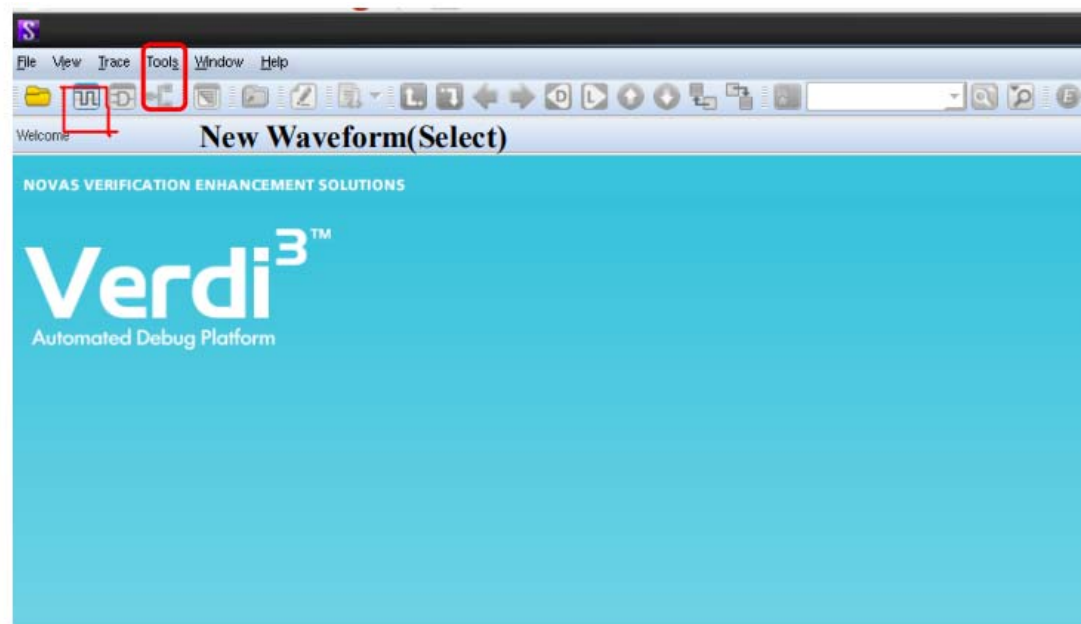 S
File View Trace Tools Window Help
D L
Welcome
New Waveform(Select)
NOVAS VERIFICATION ENHANCEMENT SOLUTIONS
Verdi³™
Automated Debug Platform